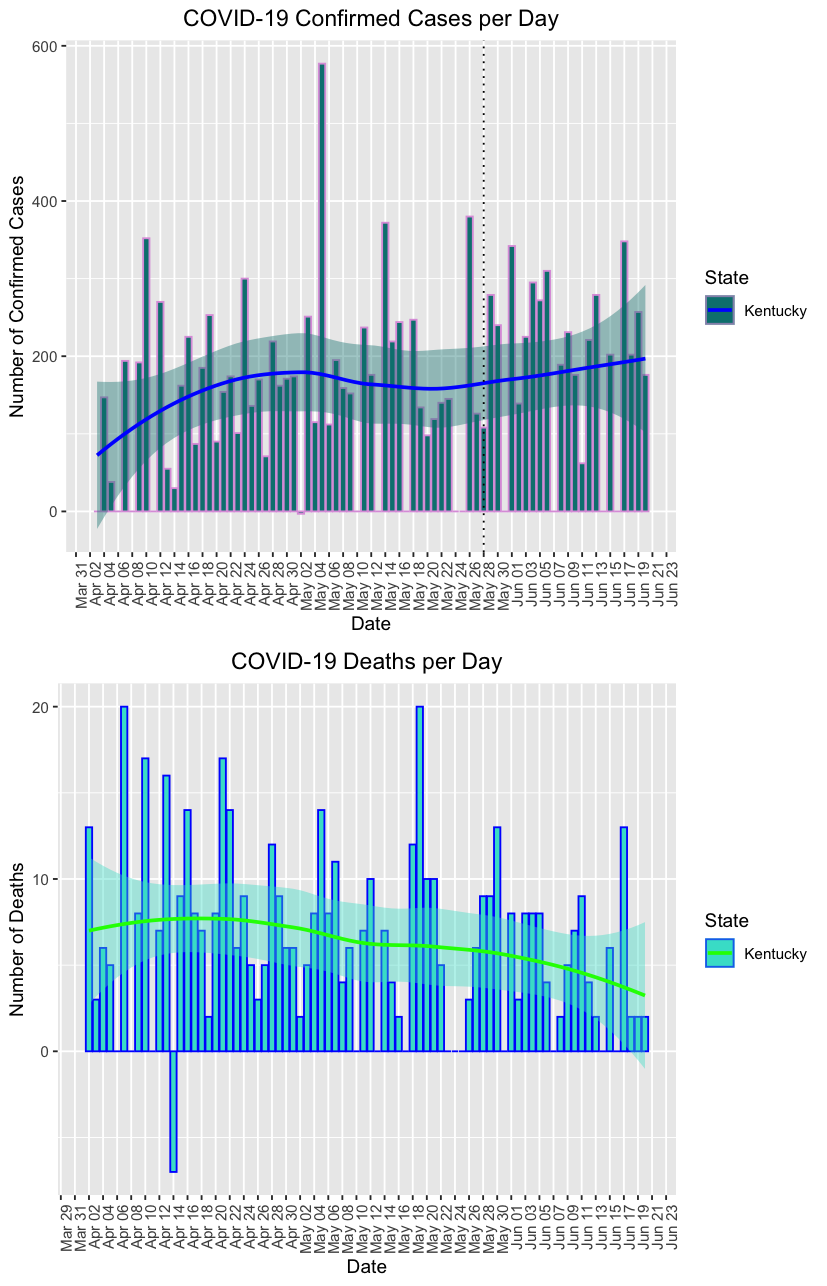 COVID-19 Confirmed Cases per Day
600
400
200
0
Number of Confirmed Cases
Mar 31
Apr 02
Apr 04
Apr 06
Apr 08
Apr 10
Apr 12
Apr 14
Apr 16
Apr 18
Apr 20
Apr 22
Apr 24
Apr 26
Apr 28
Apr 30
May 02
May 04
May 06
May 08
May 10
May 12
May 14
May 16
May 18
May 20
May 22
May 24
May 26
May 28
May 30
Jun 01
Jun 03
Jun 05
Jun 07
Jun 09
Jun 11
Jun 13
Jun 15
Jun 17
Jun 19
Jun 21
Jun 23
Date
State
Kentucky
COVID-19 Deaths per Day
20
10
0
Number of Deaths
Mar 29
Mar 31
Apr 02
Apr 04
Apr 06
Apr 08
Apr 10
Apr 12
Apr 14
Apr 16
Apr 18
Apr 20
Apr 22
Apr 24
Apr 26
Apr 28
Apr 30
May 02
May 04
May 06
May 08
May 10
May 12
May 14
May 16
May 18
May 20
May 22
May 24
May 26
May 28
May 30
Jun 01
Jun 03
Jun 05
Jun 07
Jun 09
Jun 11
Jun 13
Jun 15
Jun 17
Jun 19
Jun 21
Jun 23
Date
State
Kentucky